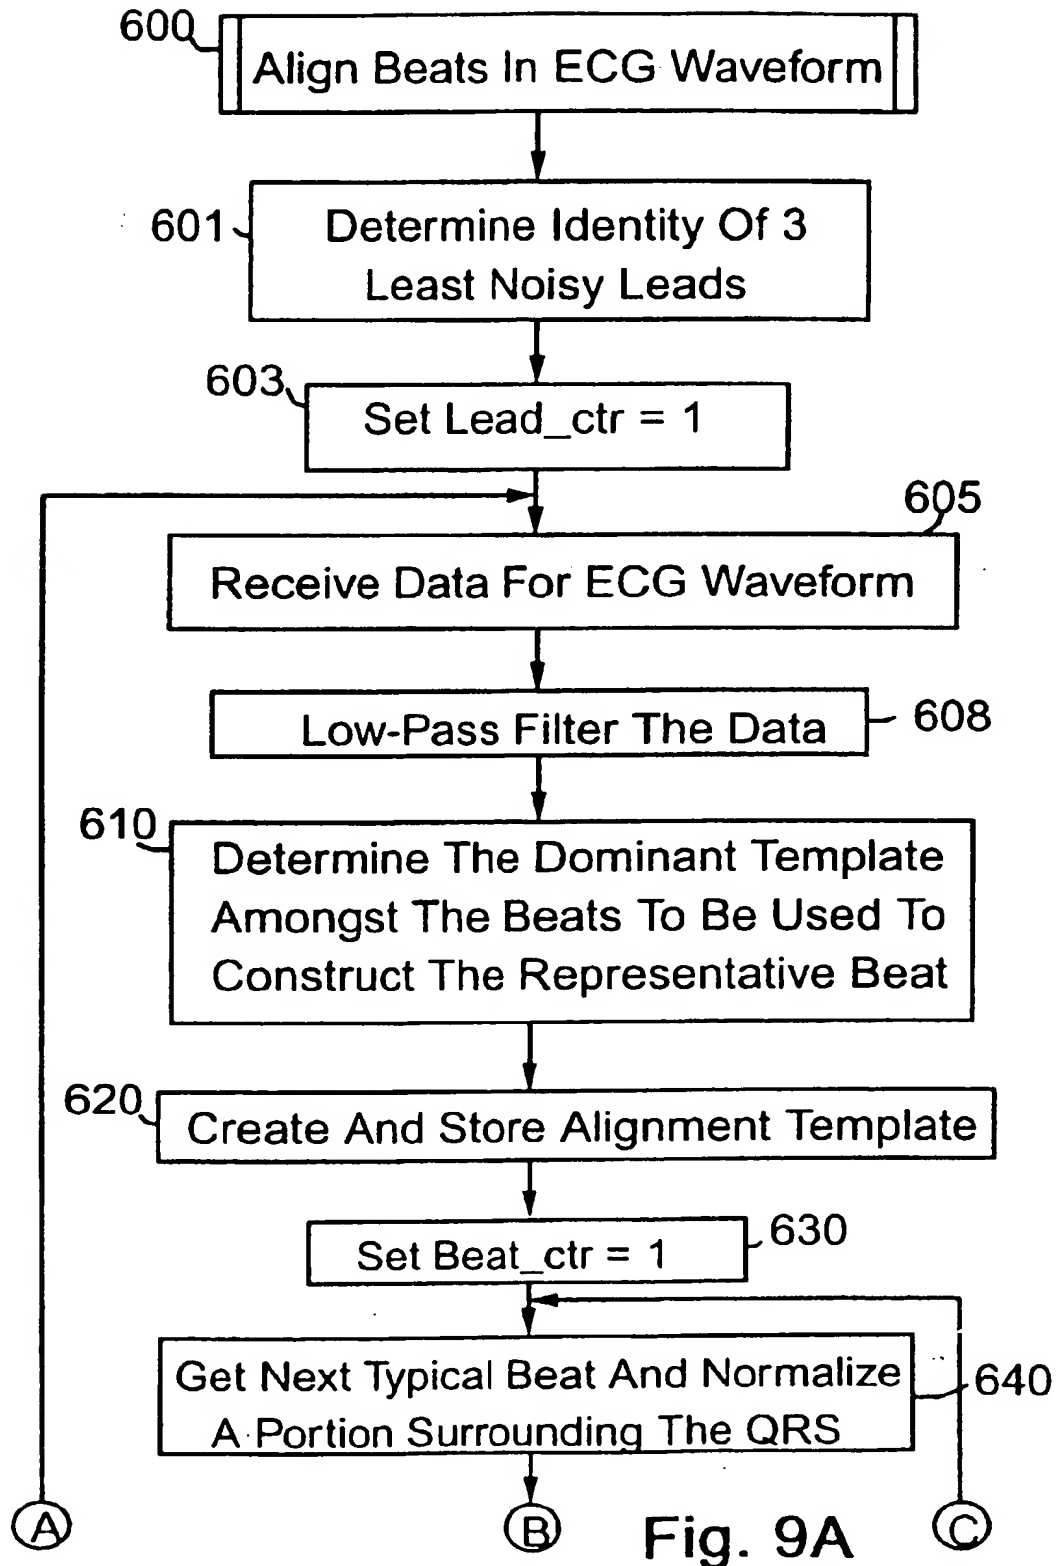 600
Align Beats In ECG Waveform
601
Determine Identity Of 3
Least Noisy Leads
603
Set Lead_ctr = 1
605
Receive Data For ECG Waveform
Low-Pass Filter The Data
608
610
Determine The Dominant Template
Amongst The Beats To Be Used To
Construct The Representative Beat
620
Create And Store Alignment Template
Set Beat_ctr = 1
630
Get Next Typical Beat And Normalize
A Portion Surrounding The QRS
640
A
B
Fig. 9A
C